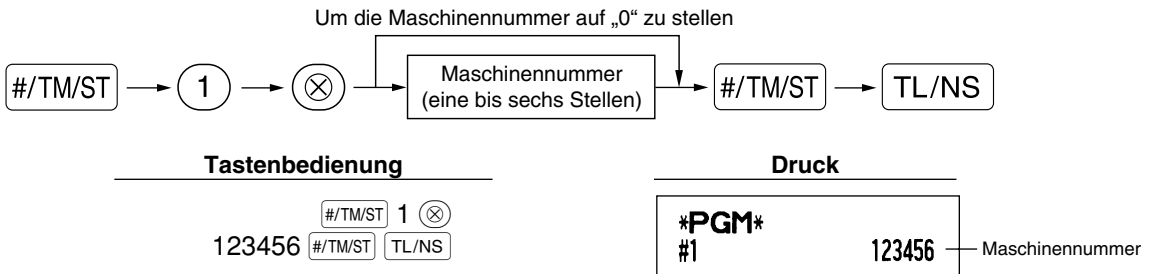 Um die Maschinennummer auf „0“ zu stellen
#/TM/ST 1 ⊗ Maschinennummer (eine bis sechs Stellen) #/TM/ST TL/NS
Tastenbedienung
#/TM/ST 1 ⊗
123456 #/TM/ST TL/NS
Druck
*PGM*
#1 123456 Maschinennummer